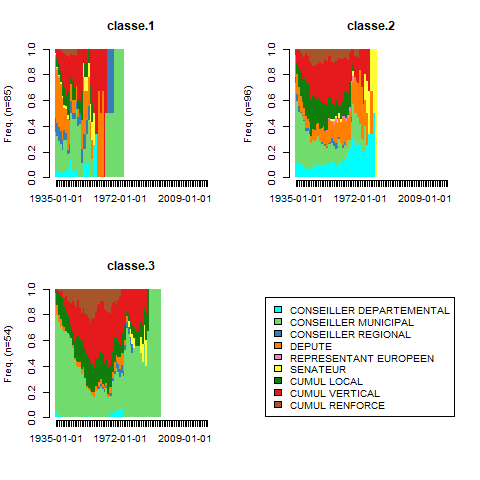 classe.1
Freq. (n=85)
0.0 0.2 0.4 0.6 0.8 1.0
1935-01-01 1972-01-01 2009-01-01
classe.2
Freq. (n=96)
0.0 0.2 0.4 0.6 0.8 1.0
1935-01-01 1972-01-01 2009-01-01
classe.3
Freq. (n=54)
0.0 0.2 0.4 0.6 0.8 1.0
1935-01-01 1972-01-01 2009-01-01
CONSEILLER DEPARTEMENTAL
CONSEILLER MUNICIPAL
CONSEILLER REGIONAL
DEPUTE
REPRESENTANT EUROPEEN
SENATEUR
CUMUL LOCAL
CUMUL VERTICAL
CUMUL RENFORCE